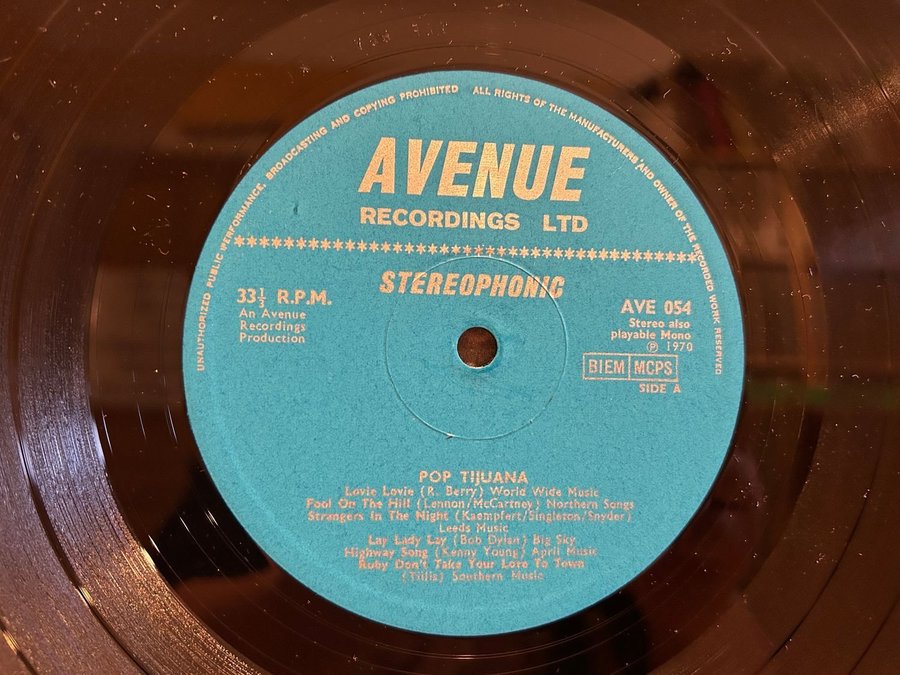 UNAUTHORIZED PUBLIC PERFORMANCE, BROADCASTING AND COPYING PROHIBITED ALL RIGHTS OF THE MANUFACTURERS AND OWNER OF THE RECORDED WORK RESERVED
AVENUE
RECORDINGS LTD
STEREOPHONIC
33⅓ R.P.M.
An Avenue
Recordings
Production
AVE 054
Stereo also
playable Mono
Ⓟ 1970
BIEM MCPS
SIDE A
POP TIJUANA
Lovie Lovie (R. Berry) World Wide Music
Fool On The Hill (Lennon/McCartney) Northern Songs
Strangers In The Night (Kaempfert/Singleton/Snyder)
Leeds Music
Lay Lady Lay (Bob Dylan) Big Sky
Highway Song (Kenny Young) April Music
Ruby Don't Take Your Love To Town
(Tillis) Southern Music